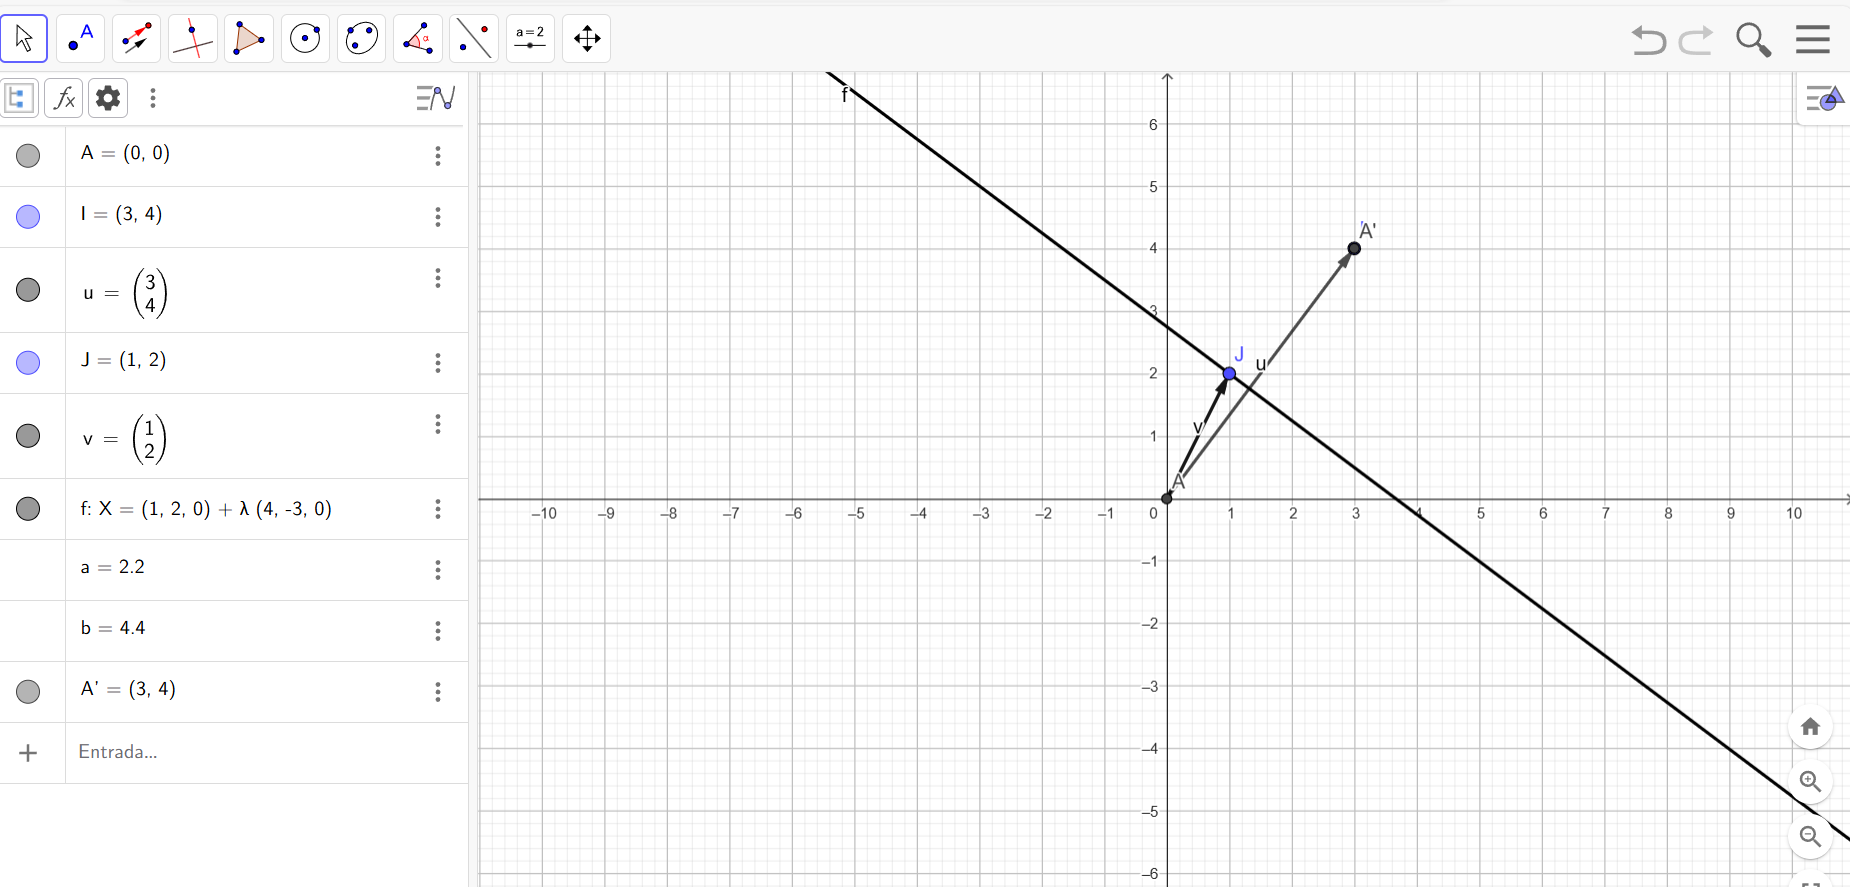 A
α
a = 2
fx
A = (0, 0)
I = (3, 4)
u = (3
4)
J = (1, 2)
v = (1
2)
f: X = (1, 2, 0) + λ (4, -3, 0)
a = 2.2
b = 4.4
A' = (3, 4)
+ Entrada...
f
6
5
A'
4
3
J
u
2
v
1
A
–10 –9 –8 –7 –6 –5 –4 –3 –2 –1 0 1 2 3 4 5 6 7 8 9 10
–1
–2
–3
–4
–5
–6